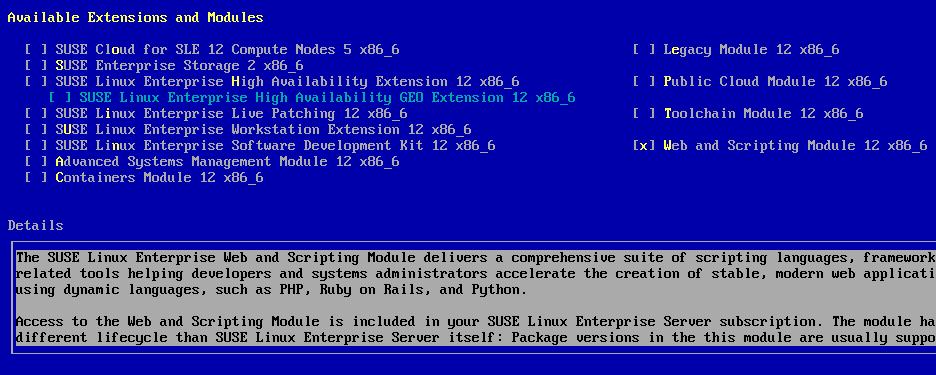 Available Extensions and Modules
[ ] SUSE Cloud for SLE 12 Compute Nodes 5 x86_6 [ ] Legacy Module 12 x86_6
[ ] SUSE Enterprise Storage 2 x86_6
[ ] SUSE Linux Enterprise High Availability Extension 12 x86_6 [ ] Public Cloud Module 12 x86_6
[ ] SUSE Linux Enterprise High Availability GEO Extension 12 x86_6
[ ] SUSE Linux Enterprise Live Patching 12 x86_6 [ ] Toolchain Module 12 x86_6
[ ] SUSE Linux Enterprise Workstation Extension 12 x86_6
[ ] SUSE Linux Enterprise Software Development Kit 12 x86_6 [x] Web and Scripting Module 12 x86_6
[ ] Advanced Systems Management Module 12 x86_6
[ ] Containers Module 12 x86_6
Details
The SUSE Linux Enterprise Web and Scripting Module delivers a comprehensive suite of scripting languages, framework
related tools helping developers and systems administrators accelerate the creation of stable, modern web applicati
using dynamic languages, such as PHP, Ruby on Rails, and Python.
Access to the Web and Scripting Module is included in your SUSE Linux Enterprise Server subscription. The module ha
different lifecycle than SUSE Linux Enterprise Server itself: Package versions in the this module are usually suppo